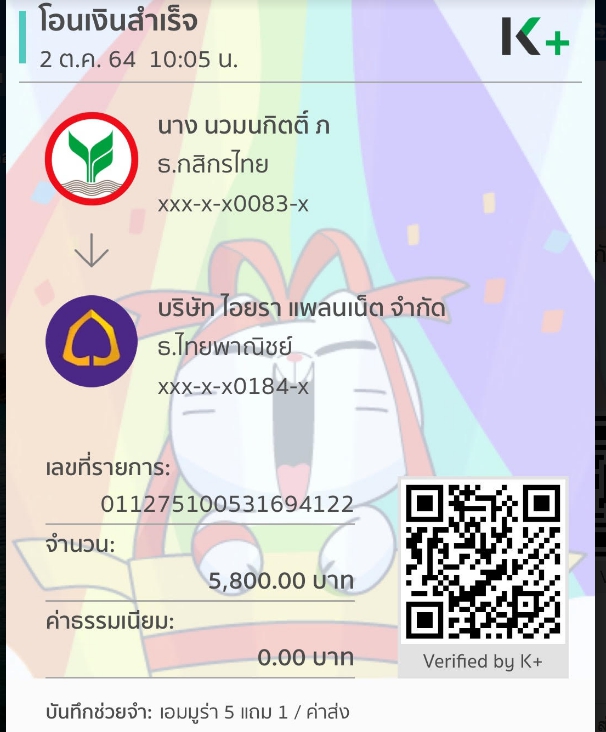 โอนเงินสำเร็จ
2 ต.ค. 64 10:05 น.
K+
นาง นวมนกิตติ์ ภ
ธ.กสิกรไทย
xxx-x-x0083-x
บริษัท ไอยรา แพลนเน็ต จำกัด
ธ.ไทยพาณิชย์
xxx-x-x0184-x
เลขที่รายการ:
011275100531694122
จำนวน:
5,800.00 บาท
ค่าธรรมเนียม:
0.00 บาท
Verified by K+
บันทึกช่วยจำ: เอมมูร่า 5 แถม 1 / ค่าส่ง